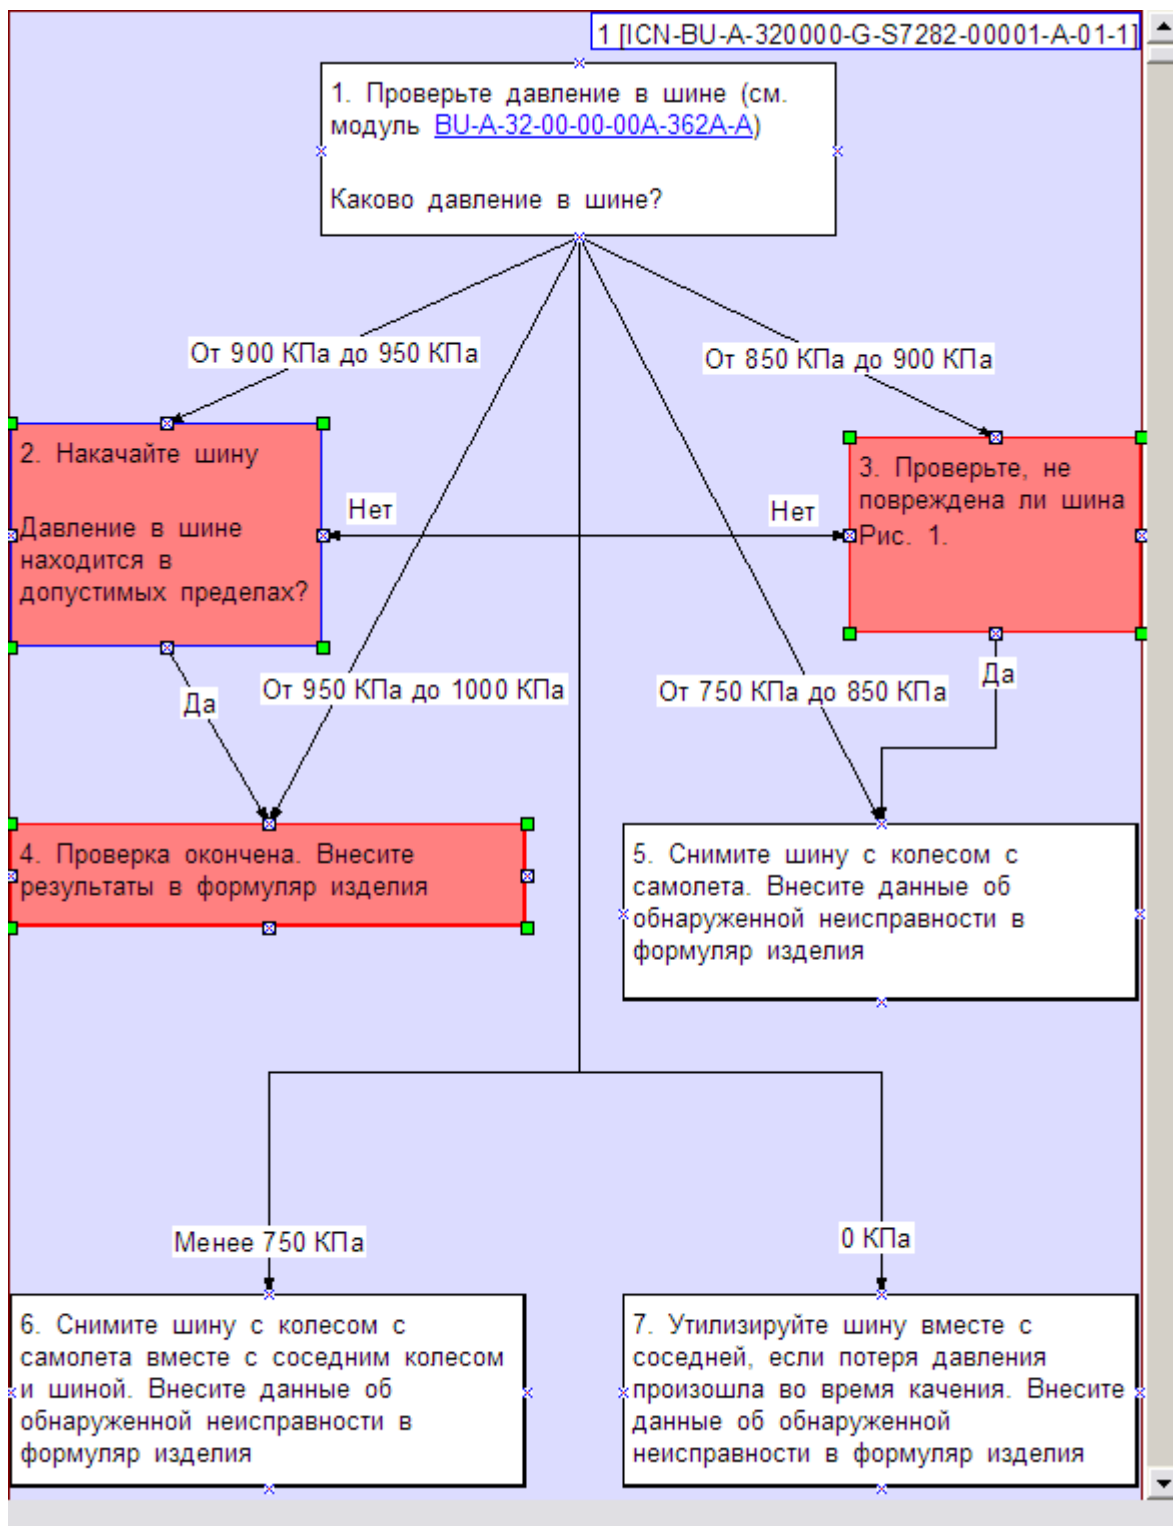 1 [ICN-BU-A-320000-G-S7282-00001-A-01-1]
1. Проверьте давление в шине (см.
модуль BU-A-32-00-00-00A-362A-A)
Каково давление в шине?
От 900 КПа до 950 КПа
От 850 КПа до 900 КПа
2. Накачайте шину
Давление в шине
находится в
допустимых пределах?
Нет
Нет
3. Проверьте, не
повреждена ли шина
Рис. 1.
Да
От 950 КПа до 1000 КПа
От 750 КПа до 850 КПа
Да
4. Проверка окончена. Внесите
результаты в формуляр изделия
5. Снимите шину с колесом с
самолета. Внесите данные об
обнаруженной неисправности в
формуляр изделия
Менее 750 КПа
0 КПа
6. Снимите шину с колесом с
самолета вместе с соседним колесом
и шиной. Внесите данные об
обнаруженной неисправности в
формуляр изделия
7. Утилизируйте шину вместе с
соседней, если потеря давления
произошла во время качения. Внесите
данные об обнаруженной
неисправности в формуляр изделия